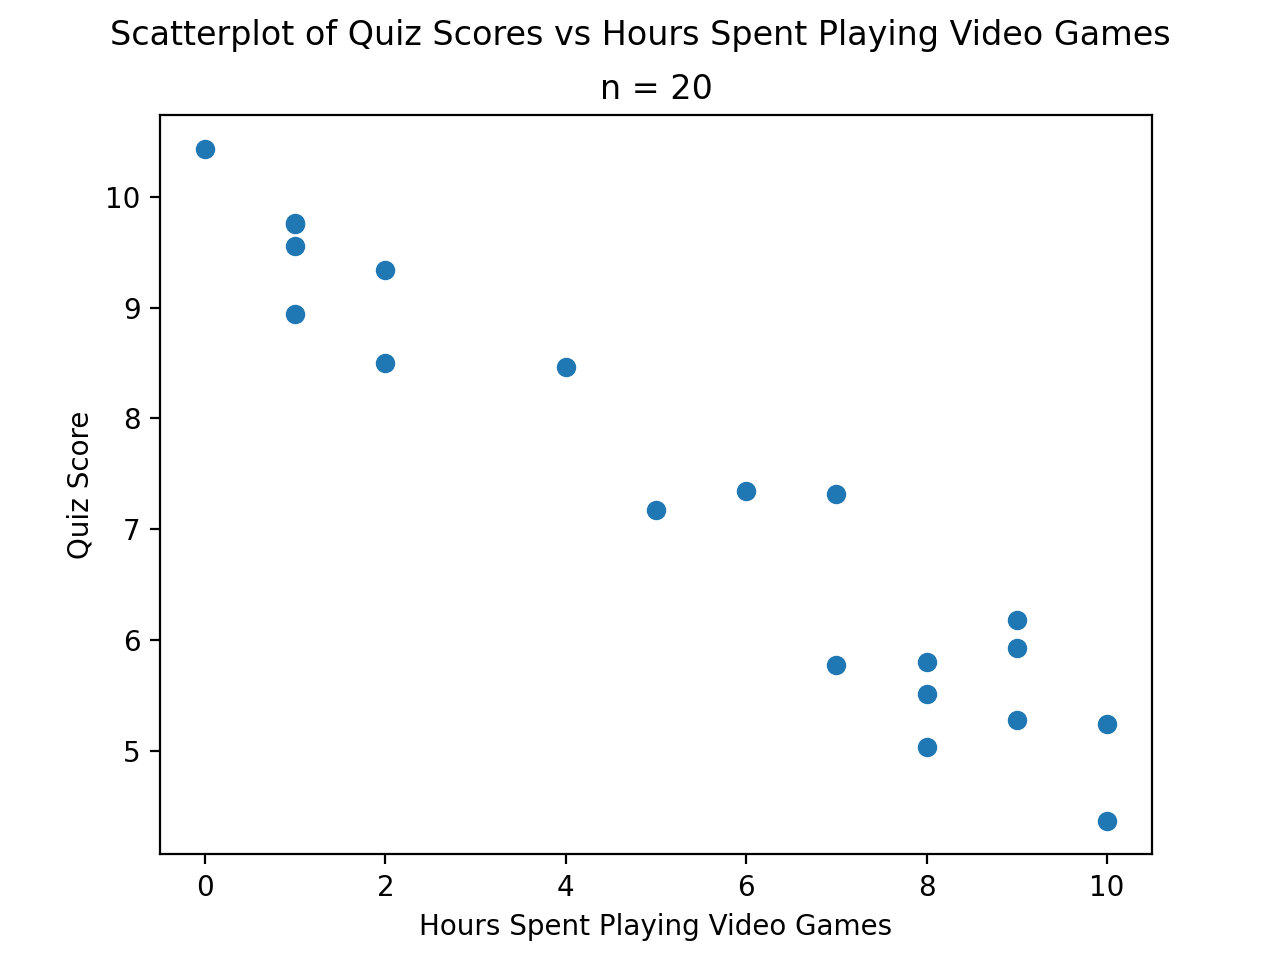 Scatterplot of Quiz Scores vs Hours Spent Playing Video Games
n = 20
10
9
8
7
6
5
Quiz Score
0 2 4 6 8 10
Hours Spent Playing Video Games